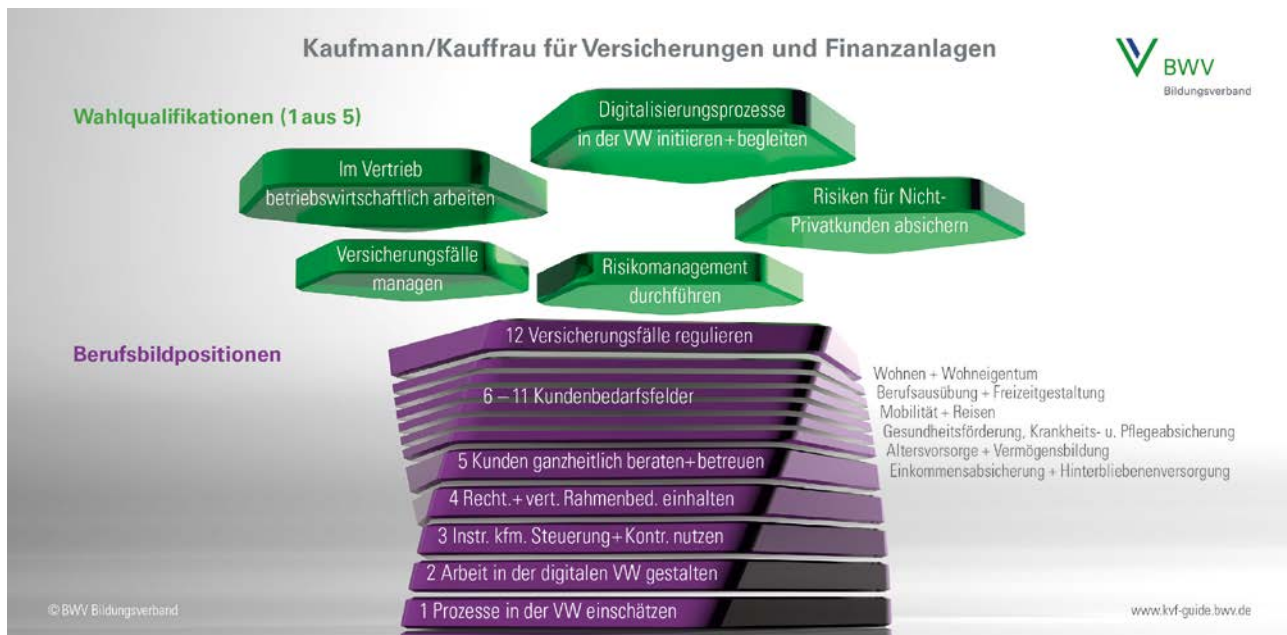 Kaufmann/Kauffrau für Versicherungen und Finanzanlagen
BWV
Bildungsverband
Wahlqualifikationen (1 aus 5)
Digitalisierungsprozesse
in der VW initiieren+begleiten
Im Vertrieb
betriebswirtschaftlich arbeiten
Risiken für Nicht-
Privatkunden absichern
Versicherungsfälle
managen
Risikomanagement
durchführen
Berufsbildpositionen
12 Versicherungsfälle regulieren
6 – 11 Kundenbedarfsfelder
Wohnen + Wohneigentum
Berufsausübung + Freizeitgestaltung
Mobilität + Reisen
Gesundheitsförderung, Krankheits- u. Pflegeabsicherung
Altersvorsorge + Vermögensbildung
Einkommensabsicherung + Hinterbliebenenversorgung
5 Kunden ganzheitlich beraten+betreuen
4 Recht.+ vert. Rahmenbed. einhalten
3 Instr. kfm. Steuerung+Kontr. nutzen
2 Arbeit in der digitalen VW gestalten
1 Prozesse in der VW einschätzen
© BWV Bildungsverband
www.kvf-guide.bwv.de